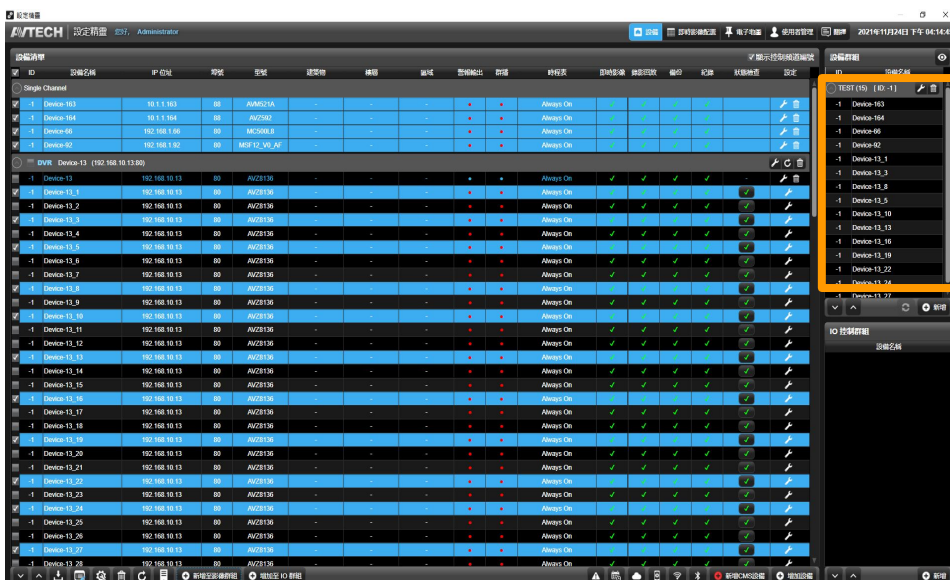 設定精靈
AVTECH 設定精靈 您好, Administrator 設備 即時影像配置 電子地圖 使用者管理 2021年11月24日 下午 04:14:4
設備清單 顯示控制頻道編號 設備群組
ID 設備名稱 IP 位址 埠號 型號 建築物 樓層 區域 警報輸出 群播 時程表 即時影像 錄影回放 備份 紀錄 狀態檢查 設定 ID 設備名稱
Single Channel TEST (15) [ ID: -1 ]
-1 Device-163 10.1.1.163 80 AVM521A - - - Always On -1 Device-163
-1 Device-164 10.1.1.164 80 AVZ592 - - - Always On -1 Device-164
-1 Device-66 192.168.1.66 80 MC500L8 - - - Always On -1 Device-66
-1 Device-92 192.168.1.92 80 MSF12_V0_AF - - - Always On -1 Device-92
DVR Device-13 (192.168.10.13:80) -1 Device-13_1
-1 Device-13 192.168.10.13 80 AVZ8136 - - - Always On - -1 Device-13_3
-1 Device-13_1 192.168.10.13 80 AVZ8136 - - - Always On -1 Device-13_8
-1 Device-13_2 192.168.10.13 80 AVZ8136 - - - Always On -1 Device-13_5
-1 Device-13_3 192.168.10.13 80 AVZ8136 - - - Always On -1 Device-13_10
-1 Device-13_4 192.168.10.13 80 AVZ8136 - - - Always On -1 Device-13_13
-1 Device-13_5 192.168.10.13 80 AVZ8136 - - - Always On -1 Device-13_16
-1 Device-13_6 192.168.10.13 80 AVZ8136 - - - Always On -1 Device-13_19
-1 Device-13_7 192.168.10.13 80 AVZ8136 - - - Always On -1 Device-13_22
-1 Device-13_8 192.168.10.13 80 AVZ8136 - - - Always On -1 Device-13_24
-1 Device-13_9 192.168.10.13 80 AVZ8136 - - - Always On -1 Device-13_27
-1 Device-13_10 192.168.10.13 80 AVZ8136 - - - Always On 新增
-1 Device-13_11 192.168.10.13 80 AVZ8136 - - - Always On IO 控制群組
-1 Device-13_12 192.168.10.13 80 AVZ8136 - - - Always On 設備名稱
-1 Device-13_13 192.168.10.13 80 AVZ8136 - - - Always On
-1 Device-13_14 192.168.10.13 80 AVZ8136 - - - Always On
-1 Device-13_15 192.168.10.13 80 AVZ8136 - - - Always On
-1 Device-13_16 192.168.10.13 80 AVZ8136 - - - Always On
-1 Device-13_17 192.168.10.13 80 AVZ8136 - - - Always On
-1 Device-13_18 192.168.10.13 80 AVZ8136 - - - Always On
-1 Device-13_19 192.168.10.13 80 AVZ8136 - - - Always On
-1 Device-13_20 192.168.10.13 80 AVZ8136 - - - Always On
-1 Device-13_21 192.168.10.13 80 AVZ8136 - - - Always On
-1 Device-13_22 192.168.10.13 80 AVZ8136 - - - Always On
-1 Device-13_23 192.168.10.13 80 AVZ8136 - - - Always On
-1 Device-13_24 192.168.10.13 80 AVZ8136 - - - Always On
-1 Device-13_25 192.168.10.13 80 AVZ8136 - - - Always On
-1 Device-13_26 192.168.10.13 80 AVZ8136 - - - Always On
-1 Device-13_27 192.168.10.13 80 AVZ8136 - - - Always On
-1 Device-13_28 192.168.10.13 80 AVZ8136 - - - Always On
新增至影像群組 增加至 IO 群組 新增CMS設備 增加設備 新增